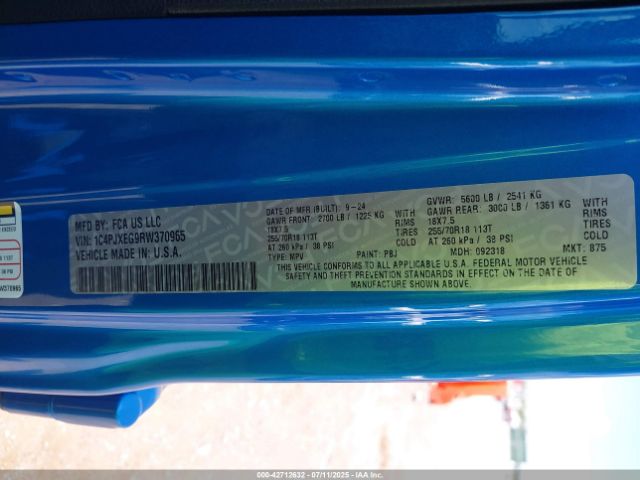 MFD BY: FCA US LLC
VIN: 1C4PJXEG9RW370965
VEHICLE MADE IN: U.S.A.
DATE OF MFR (BUILT): 9-24
GAWR FRONT: 2700 LB / 1225 KG WITH
18X7.5 RIMS
255/70R18 113T TIRES
AT 260 kPa / 38 PSI COLD
TYPE: MPV PAINT: PBJ
GVWR: 5600 LB / 2541 KG
GAWR REAR: 3000 LB / 1361 KG WITH
18X7.5 RIMS
255/70R18 113T TIRES
AT 260 kPa / 38 PSI COLD
MDH: 092318 MKT: B75
THIS VEHICLE CONFORMS TO ALL APPLICABLE U.S.A. FEDERAL MOTOR VEHICLE
SAFETY AND THEFT PREVENTION STANDARDS IN EFFECT ON THE DATE OF
MANUFACTURE SHOWN ABOVE.
W370965
000-42712632 - 07/11/2025 - IAAI.COM